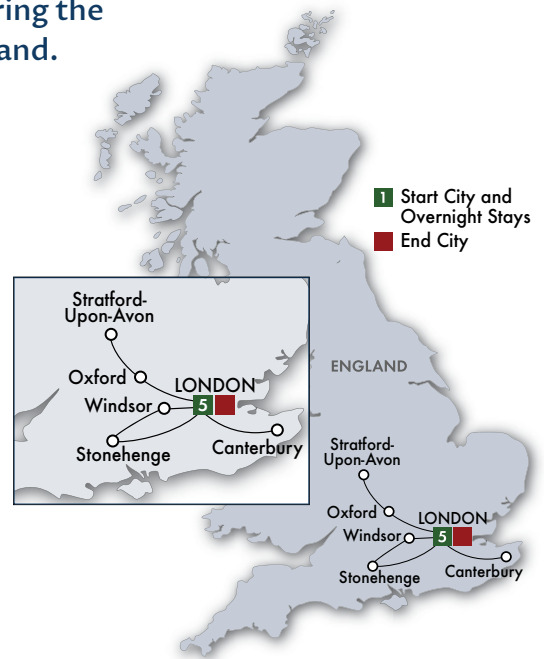 ring the
and.
1 Start City and
Overnight Stays
End City
Stratford-
Upon-Avon
Oxford
LONDON
Windsor
5
Stonehenge
Canterbury
ENGLAND
Stratford-
Upon-Avon
Oxford
LONDON
Windsor
5
Stonehenge
Canterbury